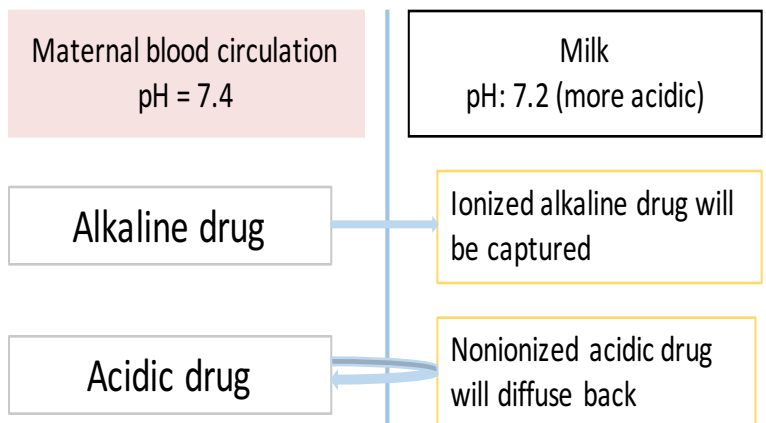 Maternal blood circulation
pH = 7.4
Milk
pH: 7.2 (more acidic)
Alkaline drug
Ionized alkaline drug will
be captured
Acidic drug
Nonionized acidic drug
will diffuse back